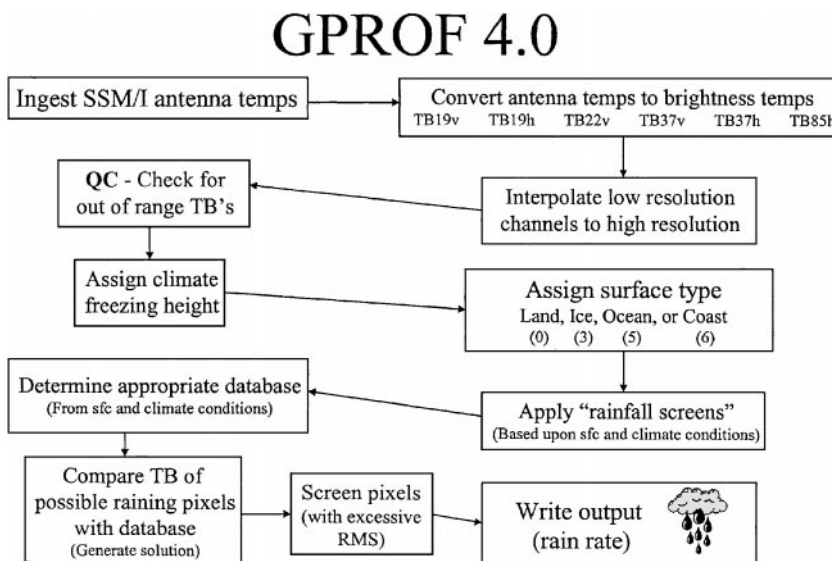 GPROF 4.0
Ingest SSM/I antenna temps
Convert antenna temps to brightness temps
TB19v TB19h TB22v TB37v TB37h TB85h
QC - Check for
out of range TB's
Interpolate low resolution
channels to high resolution
Assign climate
freezing height
Assign surface type
Land, Ice, Ocean, or Coast
(0) (3) (5) (6)
Determine appropriate database
(From sfc and climate conditions)
Apply "rainfall screens"
(Based upon sfc and climate conditions)
Compare TB of
possible raining pixels
with database
(Generate solution)
Screen pixels
(with excessive
RMS)
Write output
(rain rate)